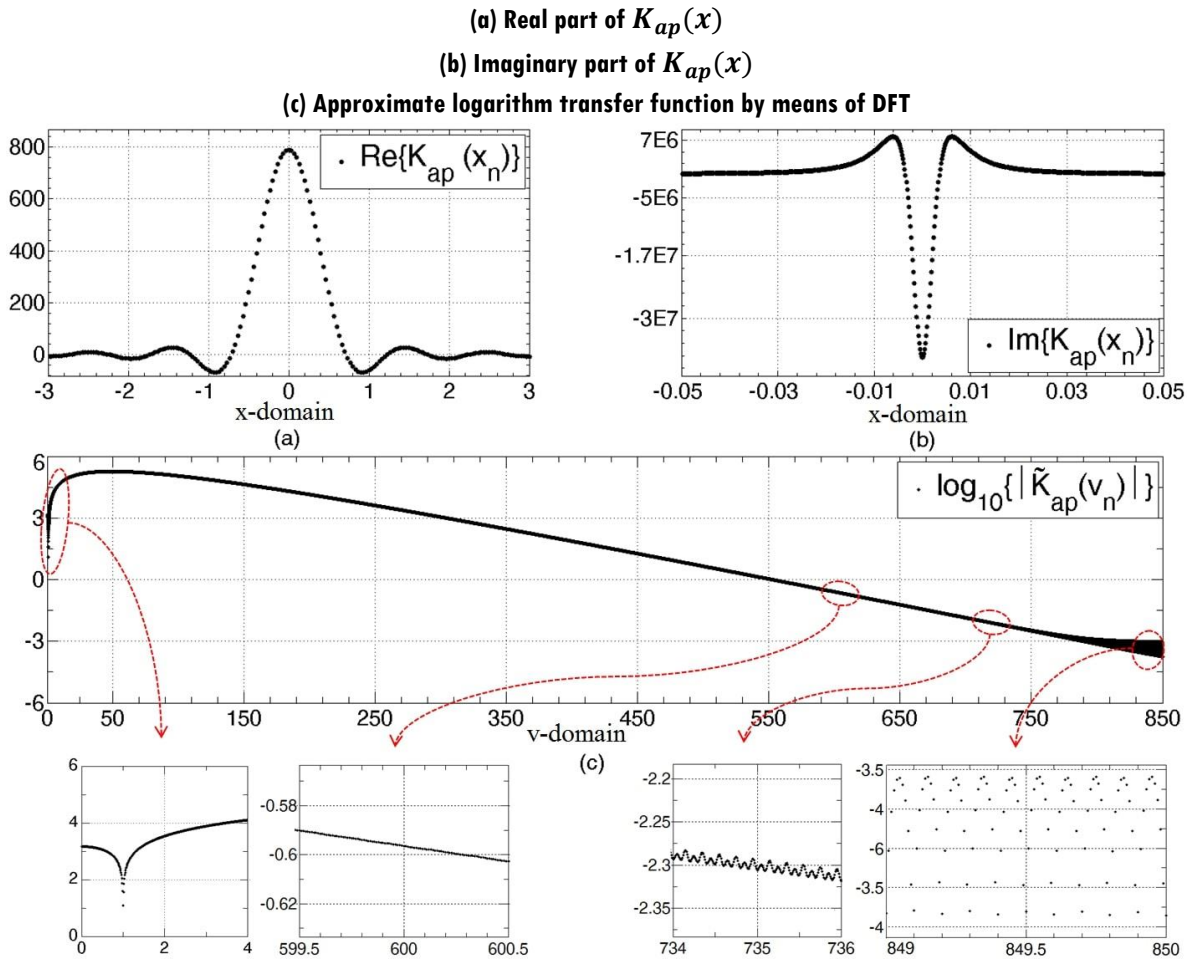 (a) Real part of K_ap(x)
(b) Imaginary part of K_ap(x)
(c) Approximate logarithm transfer function by means of DFT
800
600
400
200
0
-3 -2 -1 0 1 2 3
x-domain
(a)
• Re{K_ap (x_n)}
7E6
-5E6
-1.7E7
-3E7
-0.05 -0.03 -0.01 0.01 0.03 0.05
x-domain
(b)
• Im{K_ap(x_n)}
6
3
0
-3
-6
0 50 150 250 350 450 550 650 750 850
v-domain
(c)
· log₁₀{|K̃_ap(v_n)|}
6
4
2
0
0 2 4
-0.58
-0.6
-0.62
599.5 600 600.5
-2.2
-2.25
-2.3
-2.35
734 735 736
-3.5
-4
-6
-3.5
-4
849 849.5 850